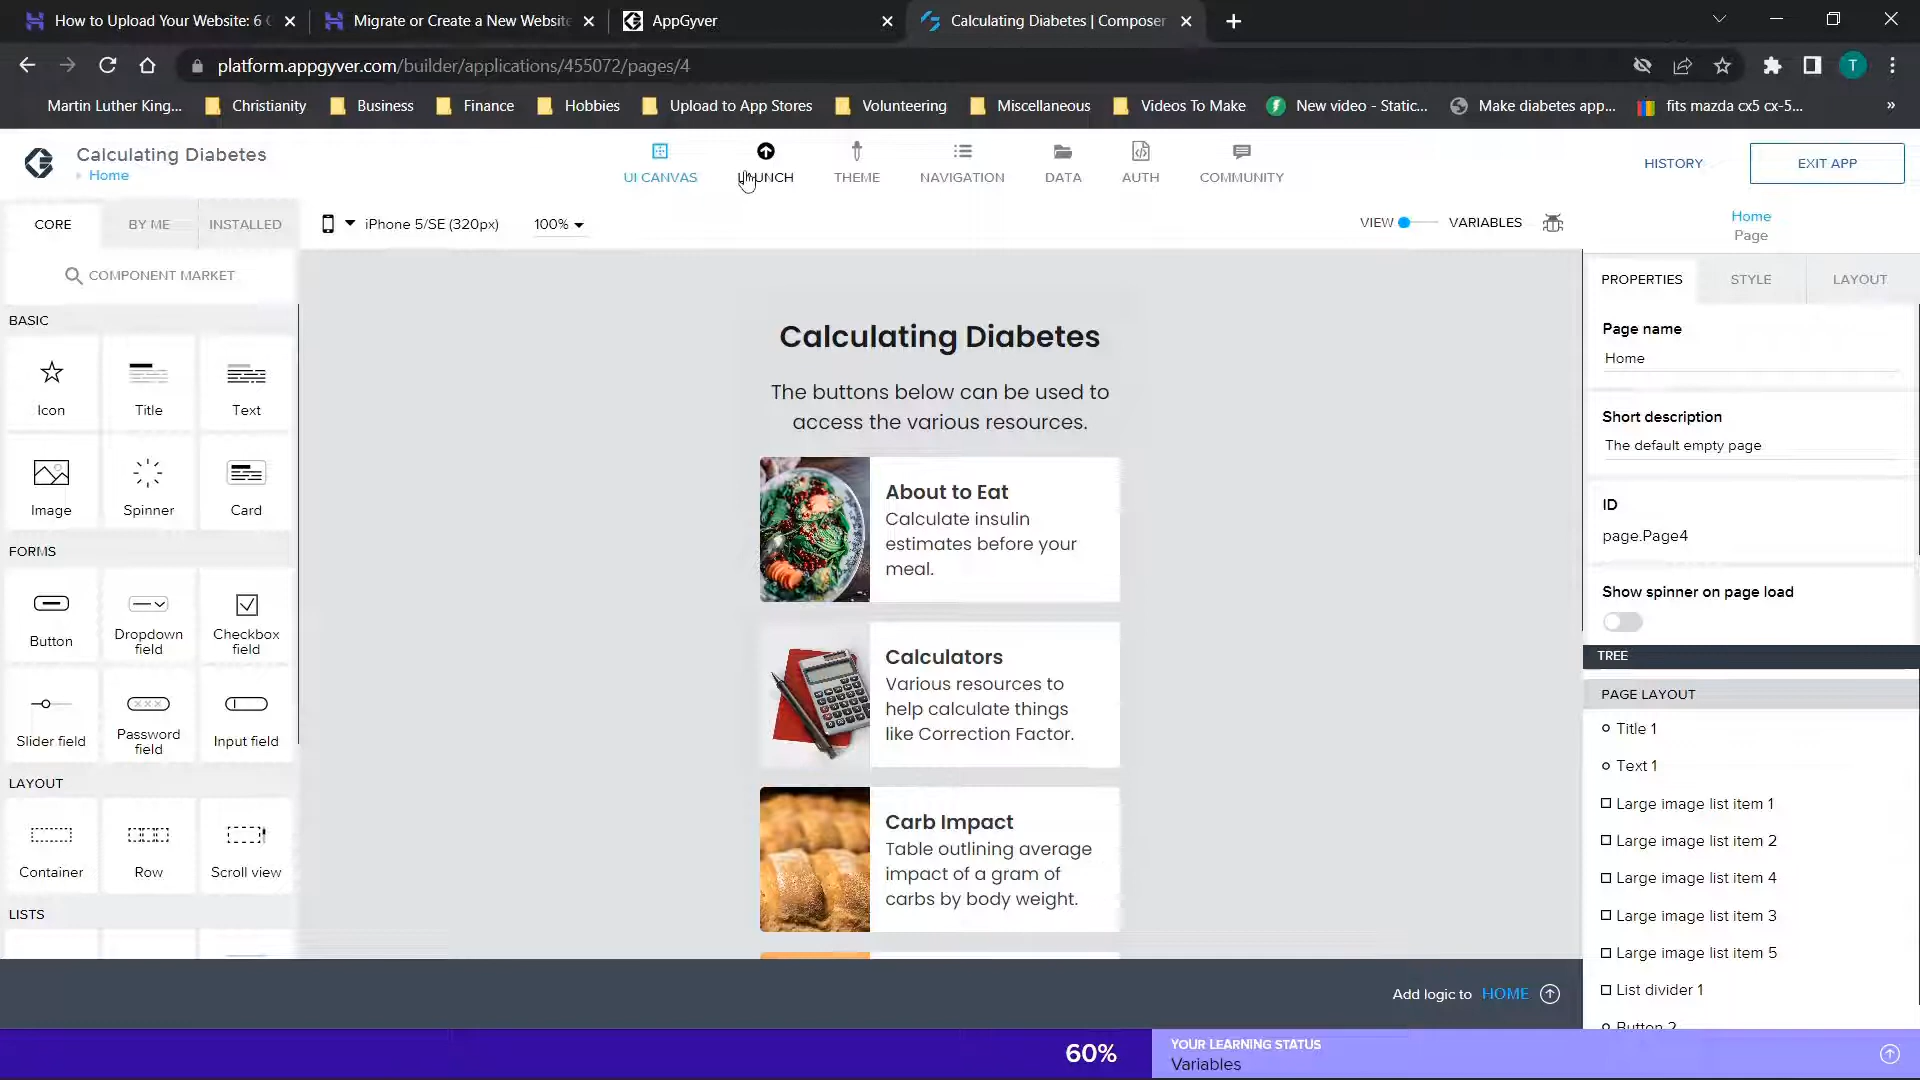 How to Upload Your Website: 6
Migrate or Create a New Website
AppGyver
Calculating Diabetes | Composer
platform.appgyver.com/builder/applications/455072/pages/4
T
Martin Luther King...
Christianity
Business
Finance
Hobbies
Upload to App Stores
Volunteering
Miscellaneous
Videos To Make
New video - Static...
Make diabetes app...
fits mazda cx5 cx-5...
»
Calculating Diabetes
Home
UI CANVAS
LAUNCH
THEME
NAVIGATION
DATA
AUTH
COMMUNITY
HISTORY
EXIT APP
CORE
BY ME
INSTALLED
iPhone 5/SE (320px)
100%
VIEW
VARIABLES
Home
Page
COMPONENT MARKET
PROPERTIES
STYLE
LAYOUT
BASIC
Icon
Title
Text
Image
Spinner
Card
FORMS
Button
Dropdown
field
Checkbox
field
Slider field
Password
field
Input field
LAYOUT
Container
Row
Scroll view
LISTS
Calculating Diabetes
The buttons below can be used to
access the various resources.
About to Eat
Calculate insulin
estimates before your
meal.
Calculators
Various resources to
help calculate things
like Correction Factor.
Carb Impact
Table outlining average
impact of a gram of
carbs by body weight.
Page name
Home
Short description
The default empty page
ID
page.Page4
Show spinner on page load
TREE
PAGE LAYOUT
Title 1
Text 1
Large image list item 1
Large image list item 2
Large image list item 4
Large image list item 3
Large image list item 5
List divider 1
Button 2
Add logic to HOME
60%
YOUR LEARNING STATUS
Variables